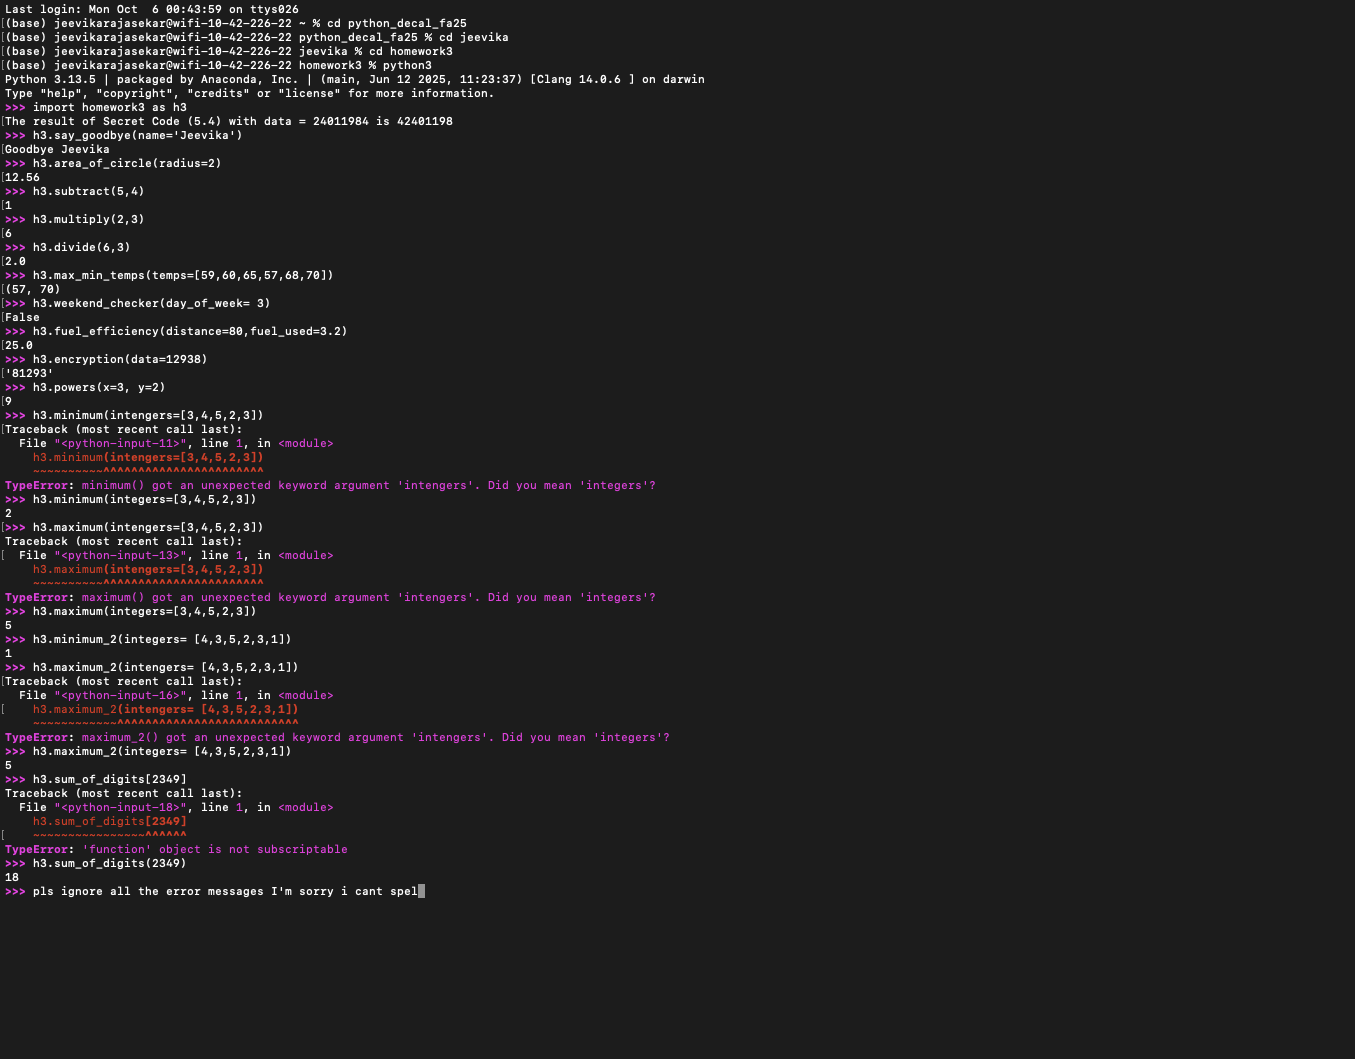 Last login: Mon Oct  6 00:43:59 on ttys026
[(base) jeevikarajasekar@wifi-10-42-226-22 ~ % cd python_decal_fa25
[(base) jeevikarajasekar@wifi-10-42-226-22 python_decal_fa25 % cd jeevika
[(base) jeevikarajasekar@wifi-10-42-226-22 jeevika % cd homework3
[(base) jeevikarajasekar@wifi-10-42-226-22 homework3 % python3
Python 3.13.5 | packaged by Anaconda, Inc. | (main, Jun 12 2025, 11:23:37) [Clang 14.0.6 ] on darwin
Type "help", "copyright", "credits" or "license" for more information.
>>> import homework3 as h3
[The result of Secret Code (5.4) with data = 24011984 is 42401198
>>> h3.say_goodbye(name='Jeevika')
[Goodbye Jeevika
>>> h3.area_of_circle(radius=2)
[12.56
>>> h3.subtract(5,4)
[1
>>> h3.multiply(2,3)
[6
>>> h3.divide(6,3)
[2.0
>>> h3.max_min_temps(temps=[59,60,65,57,68,70])
[(57, 70)
[>>> h3.weekend_checker(day_of_week= 3)
[False
>>> h3.fuel_efficiency(distance=80,fuel_used=3.2)
[25.0
>>> h3.encryption(data=12938)
['81293'
>>> h3.powers(x=3, y=2)
[9
>>> h3.minimum(intengers=[3,4,5,2,3])
[Traceback (most recent call last):
  File "<python-input-11>", line 1, in <module>
    h3.minimum(intengers=[3,4,5,2,3])
    ~~~~~~~~~~^^^^^^^^^^^^^^^^^^^^^^^
TypeError: minimum() got an unexpected keyword argument 'intengers'. Did you mean 'integers'?
>>> h3.minimum(integers=[3,4,5,2,3])
2
[>>> h3.maximum(intengers=[3,4,5,2,3])
Traceback (most recent call last):
[  File "<python-input-13>", line 1, in <module>
    h3.maximum(intengers=[3,4,5,2,3])
    ~~~~~~~~~~^^^^^^^^^^^^^^^^^^^^^^^
TypeError: maximum() got an unexpected keyword argument 'intengers'. Did you mean 'integers'?
>>> h3.maximum(integers=[3,4,5,2,3])
5
>>> h3.minimum_2(integers= [4,3,5,2,3,1])
1
>>> h3.maximum_2(intengers= [4,3,5,2,3,1])
[Traceback (most recent call last):
  File "<python-input-16>", line 1, in <module>
[    h3.maximum_2(intengers= [4,3,5,2,3,1])
    ~~~~~~~~~~~~^^^^^^^^^^^^^^^^^^^^^^^^^^
TypeError: maximum_2() got an unexpected keyword argument 'intengers'. Did you mean 'integers'?
>>> h3.maximum_2(integers= [4,3,5,2,3,1])
5
>>> h3.sum_of_digits[2349]
Traceback (most recent call last):
  File "<python-input-18>", line 1, in <module>
    h3.sum_of_digits[2349]
[    ~~~~~~~~~~~~~~~~^^^^^^
TypeError: 'function' object is not subscriptable
>>> h3.sum_of_digits(2349)
18
>>> pls ignore all the error messages I'm sorry i cant spel